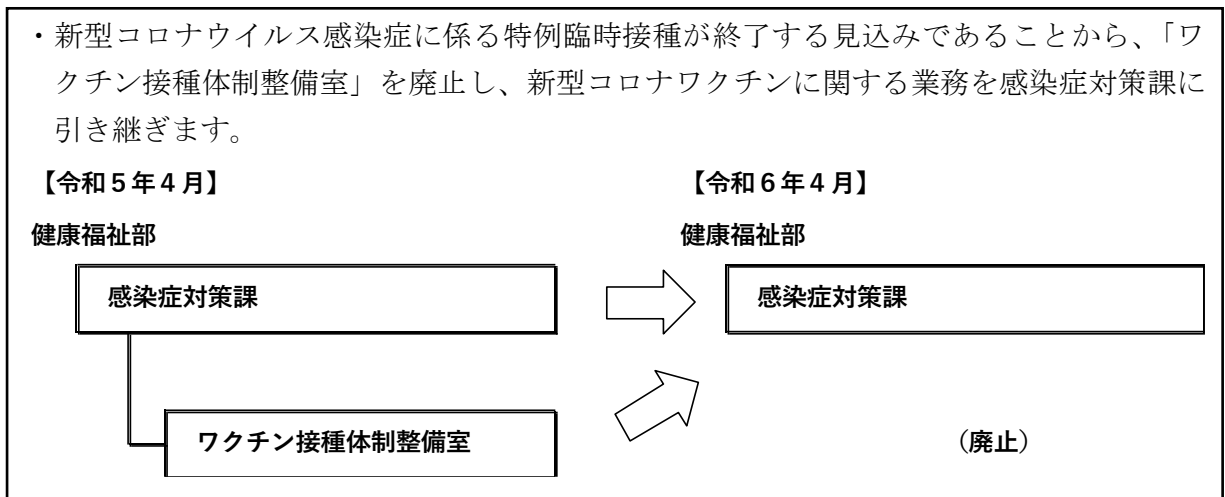 ・新型コロナウイルス感染症に係る特例臨時接種が終了する見込みであることから、「ワ
クチン接種体制整備室」を廃止し、新型コロナワクチンに関する業務を感染症対策課に
引き継ぎます。
【令和５年４月】
【令和６年４月】
健康福祉部
健康福祉部
感染症対策課
感染症対策課
ワクチン接種体制整備室
（廃止）